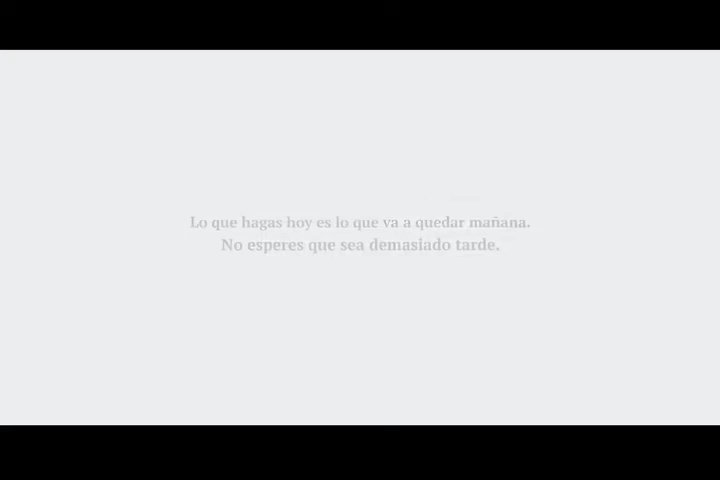 Lo que hagas hoy es lo que va a quedar mañana.
No esperes que sea demasiado tarde.